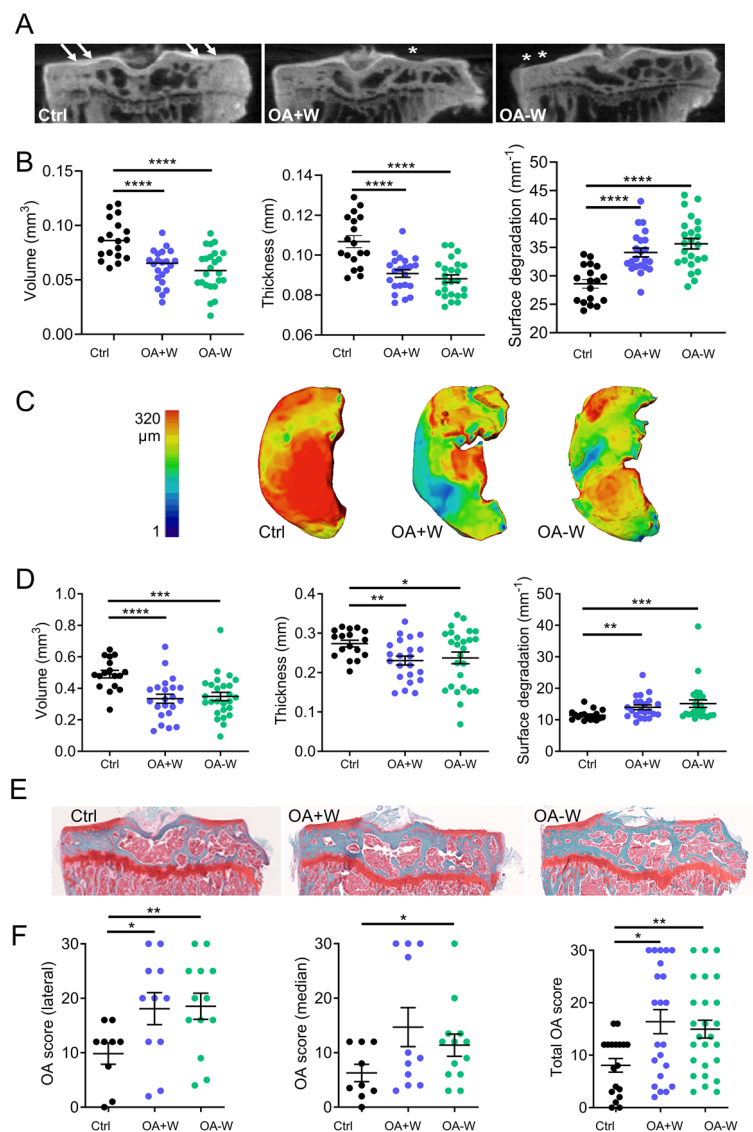 A
Ctrl
OA+W
OA-W
* * *
B
Volume (mm3)
0.15
0.10
0.05
0.00
****
****
Ctrl OA+W OA-W
Thickness (mm)
0.14
0.12
0.10
0.08
0.06
****
****
Ctrl OA+W OA-W
Surface degradation (mm-1)
50
45
40
35
30
25
20
****
****
Ctrl OA+W OA-W
C
320
µm
1
Ctrl
OA+W
OA-W
D
Volume (mm3)
1.0
0.8
0.6
0.4
0.2
0.0
***
****
Ctrl OA+W OA-W
Thickness (mm)
0.4
0.3
0.2
0.1
0.0
*
**
Ctrl OA+W OA-W
Surface degradation (mm-1)
50
40
30
20
10
0
***
**
Ctrl OA+W OA-W
E
Ctrl
OA+W
OA-W
F
OA score (lateral)
30
20
10
0
**
*
Ctrl OA+W OA-W
OA score (median)
30
20
10
0
*
Ctrl OA+W OA-W
Total OA score
30
20
10
0
**
*
Ctrl OA+W OA-W